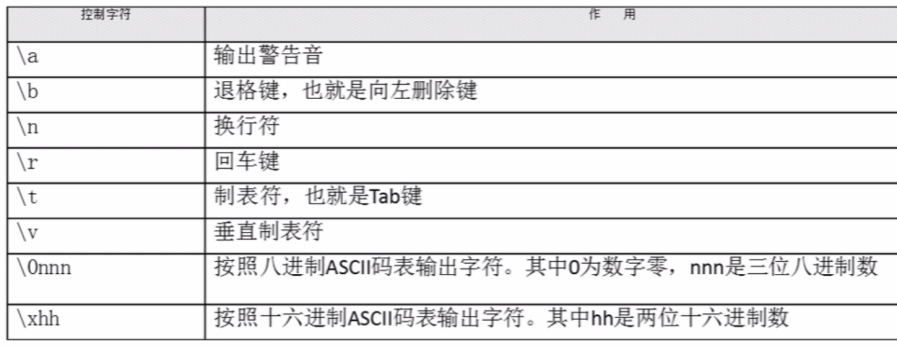 控制字符 作 用
\a 输出警告音
\b 退格键，也就是向左删除键
\n 换行符
\r 回车键
\t 制表符，也就是Tab键
\v 垂直制表符
\0nnn 按照八进制ASCII码表输出字符。其中0为数字零，nnn是三位八进制数
\xhh 按照十六进制ASCII码表输出字符。其中hh是两位十六进制数